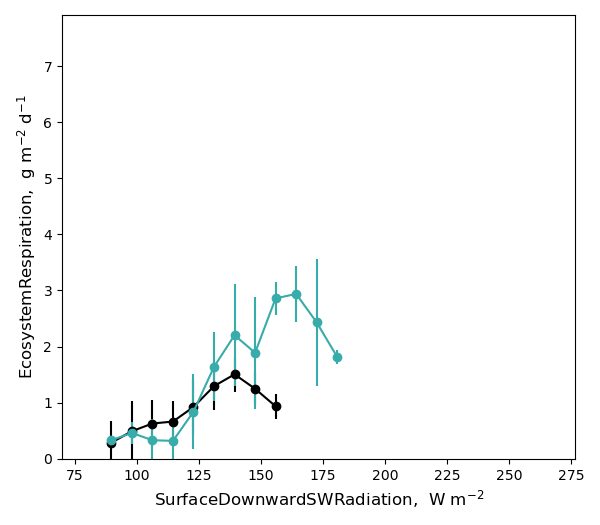 EcosystemRespiration, g m⁻² d⁻¹
7
6
5
4
3
2
1
0
75 100 125 150 175 200 225 250 275
SurfaceDownwardSWRadiation, W m⁻²